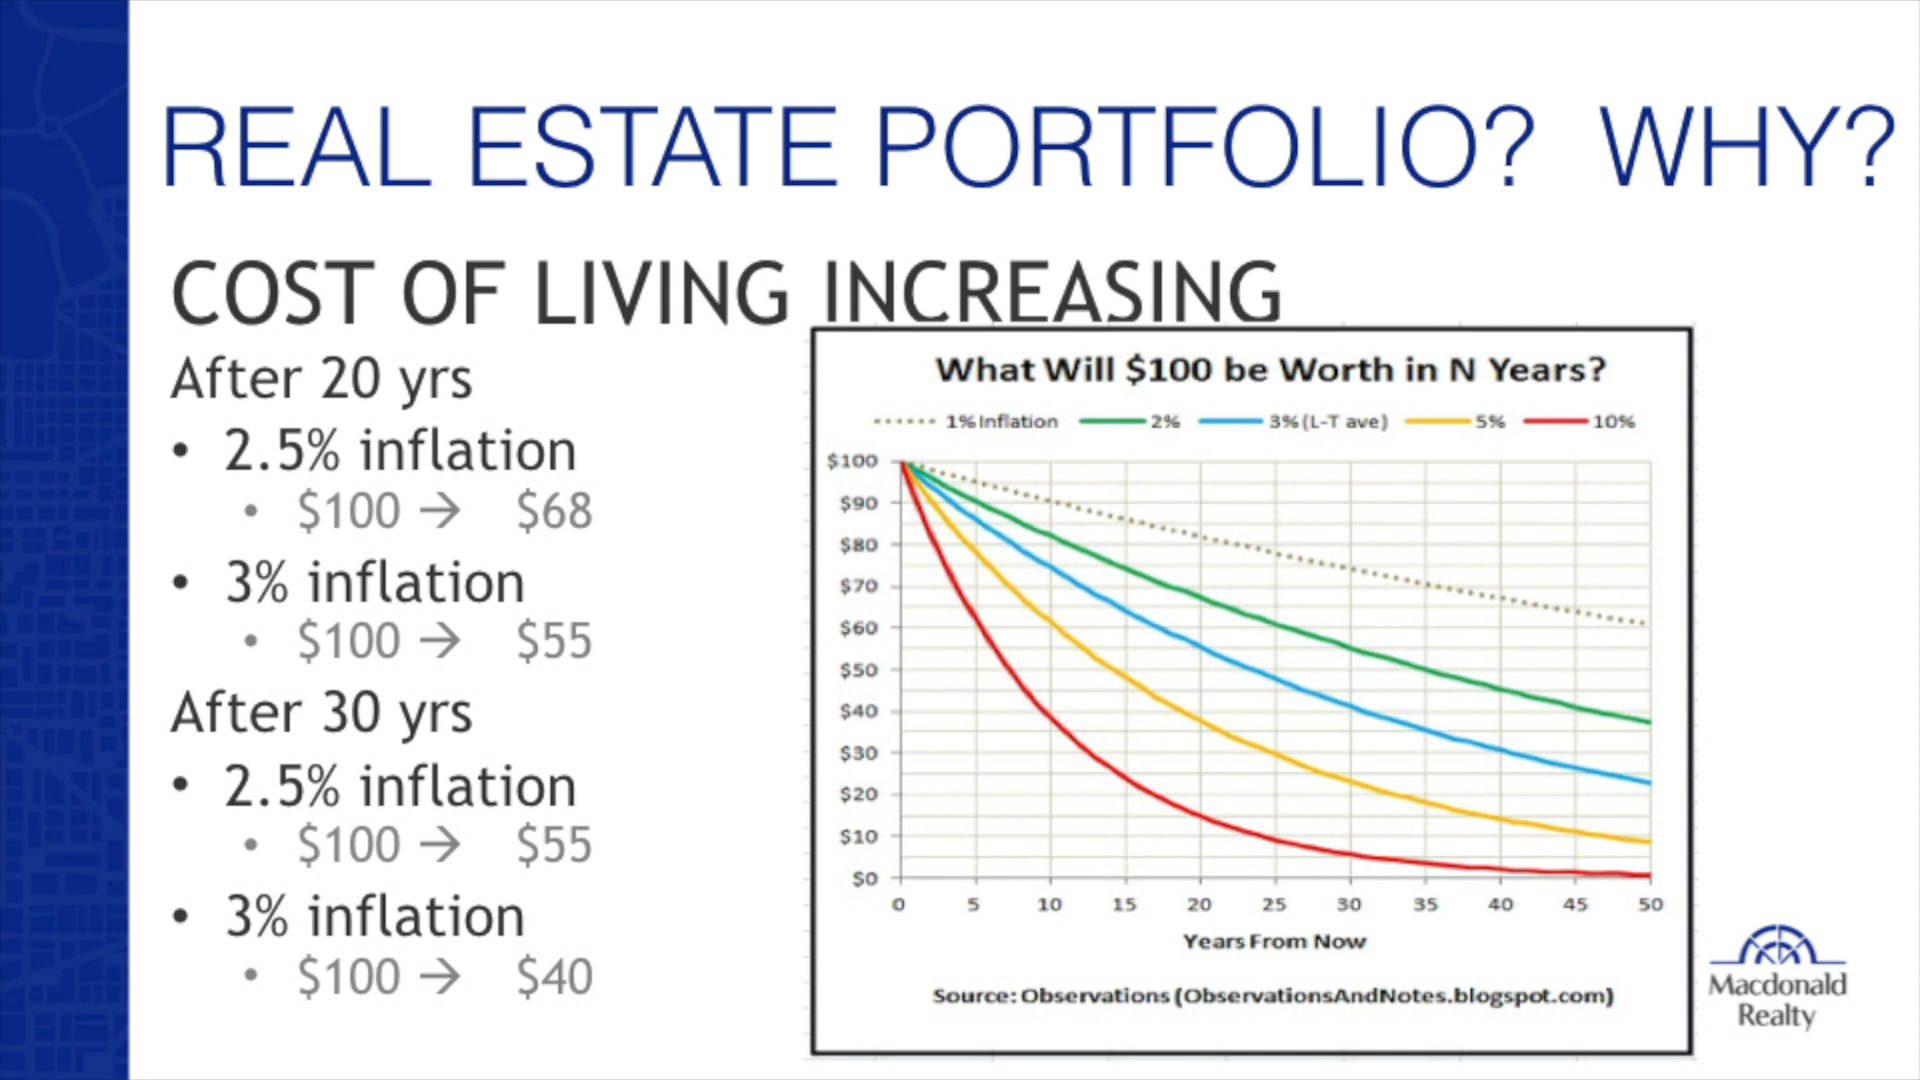 REAL ESTATE PORTFOLIO? WHY?
COST OF LIVING INCREASING
After 20 yrs
• 2.5% inflation
• $100 → $68
• 3% inflation
• $100 → $55
After 30 yrs
• 2.5% inflation
• $100 → $55
• 3% inflation
• $100 → $40
What Will $100 be Worth in N Years?
1% Inflation 2% 3% (L-T ave) 5% 10%
$100
$90
$80
$70
$60
$50
$40
$30
$20
$10
$0
0 5 10 15 20 25 30 35 40 45 50
Years From Now
Source: Observations (ObservationsAndNotes.blogspot.com)
Macdonald
Realty